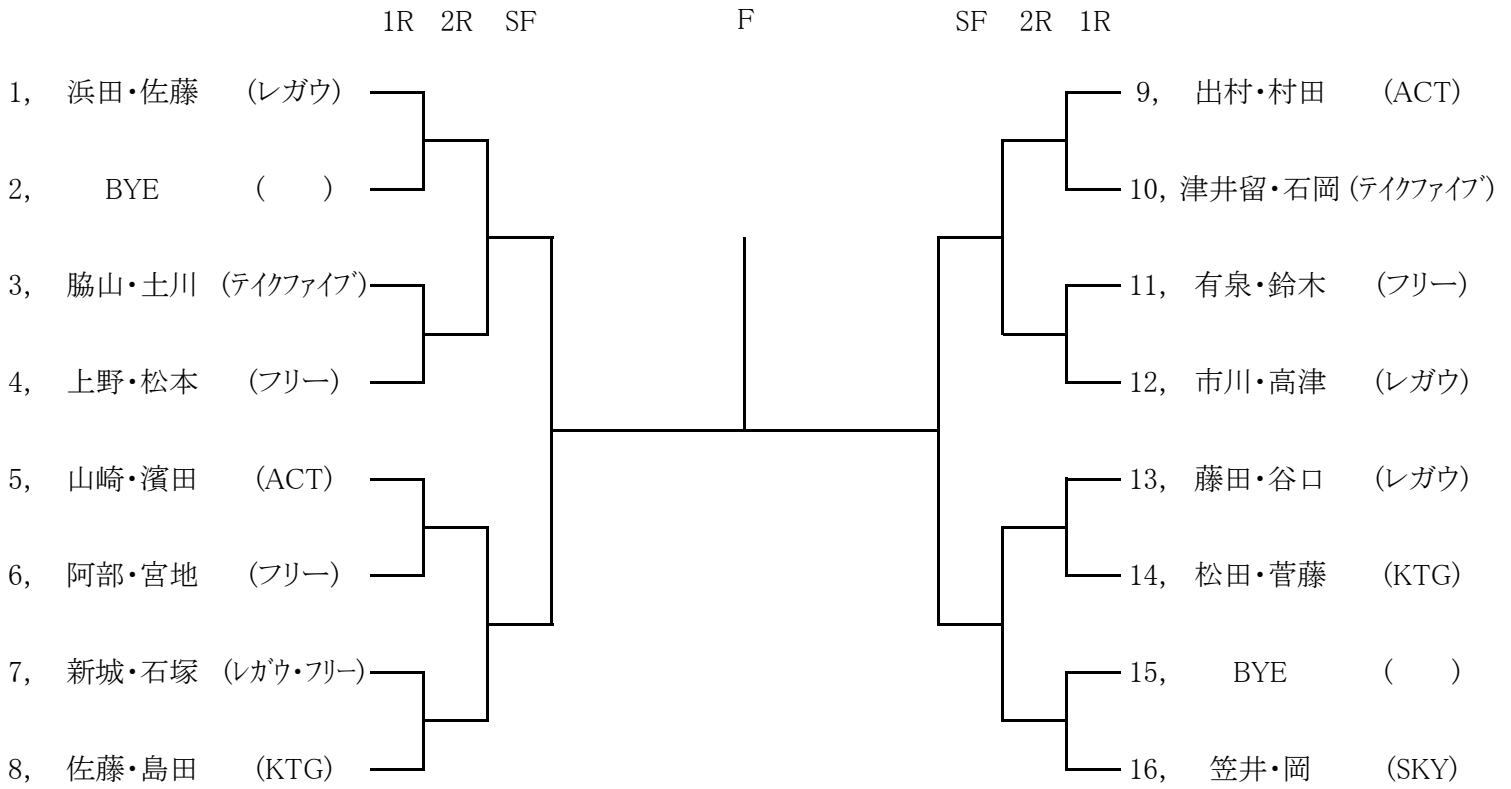 1R 2R SF F SF 2R 1R
1, 浜田・佐藤 (レガウ) 9, 出村・村田 (ACT)
2, BYE ( ) 10, 津井留・石岡 (テイクファイブ)
3, 脇山・土川 (テイクファイブ) 11, 有泉・鈴木 (フリー)
4, 上野・松本 (フリー) 12, 市川・高津 (レガウ)
5, 山崎・濱田 (ACT) 13, 藤田・谷口 (レガウ)
6, 阿部・宮地 (フリー) 14, 松田・菅藤 (KTG)
7, 新城・石塚 (レガウ・フリー) 15, BYE ( )
8, 佐藤・島田 (KTG) 16, 笠井・岡 (SKY)